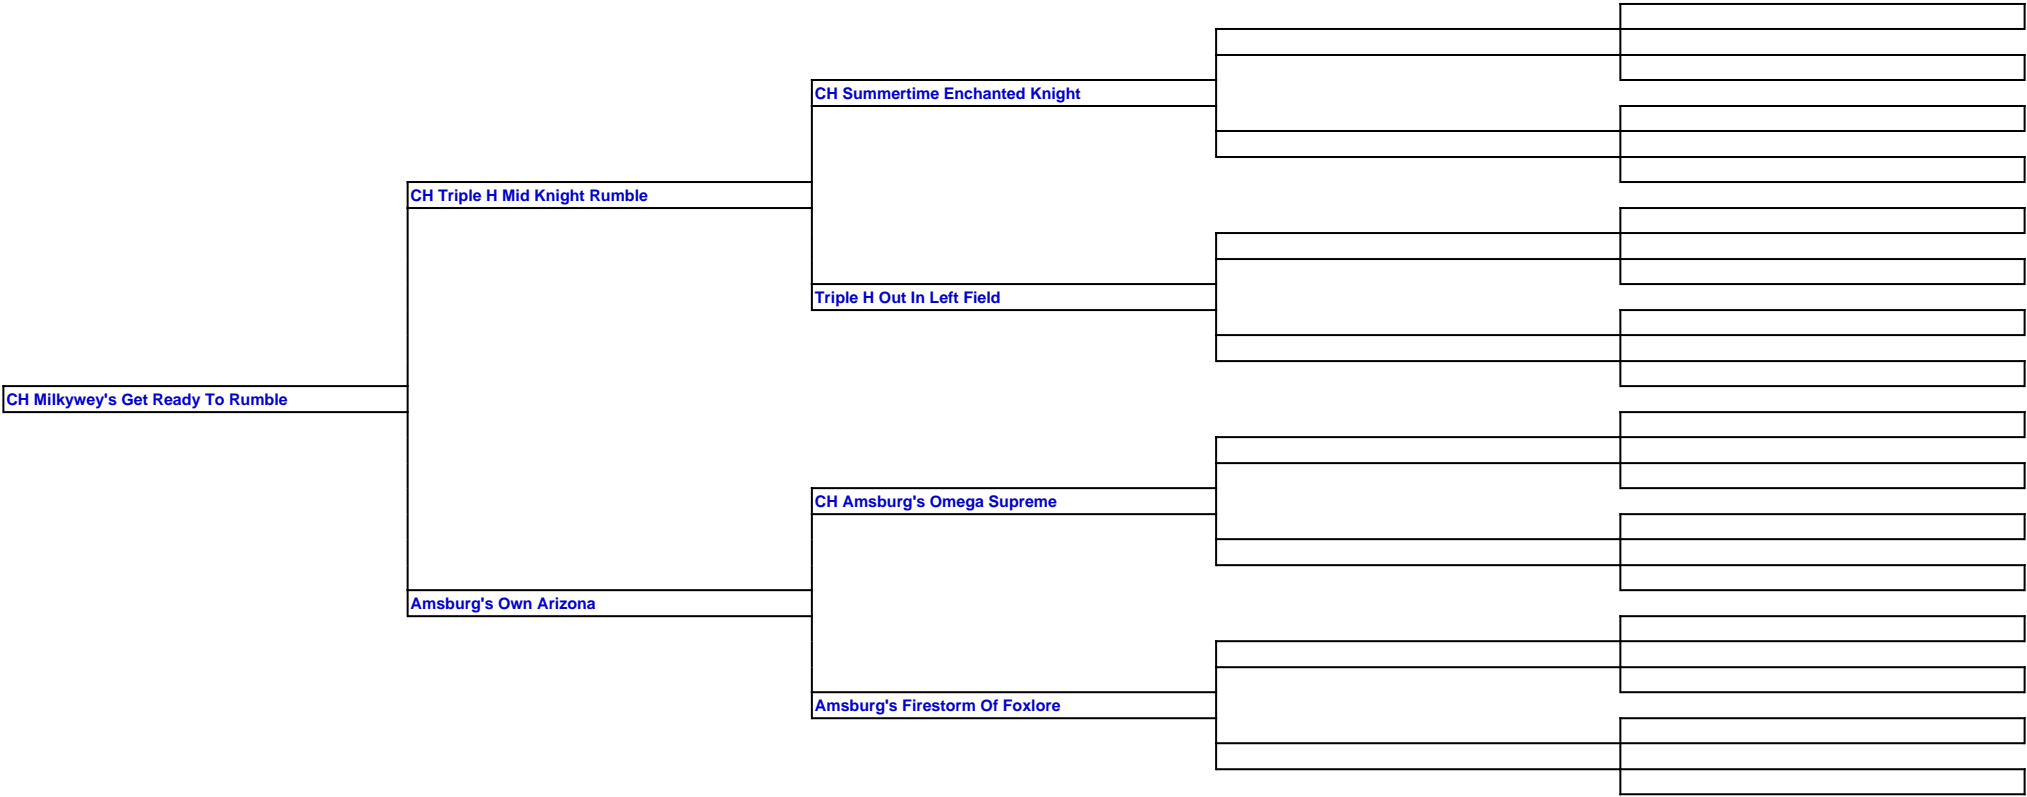 CH Summertime Enchanted Knight
CH Triple H Mid Knight Rumble
Triple H Out In Left Field
CH Milkywey's Get Ready To Rumble
CH Amsburg's Omega Supreme
Amsburg's Own Arizona
Amsburg's Firestorm Of Foxlore